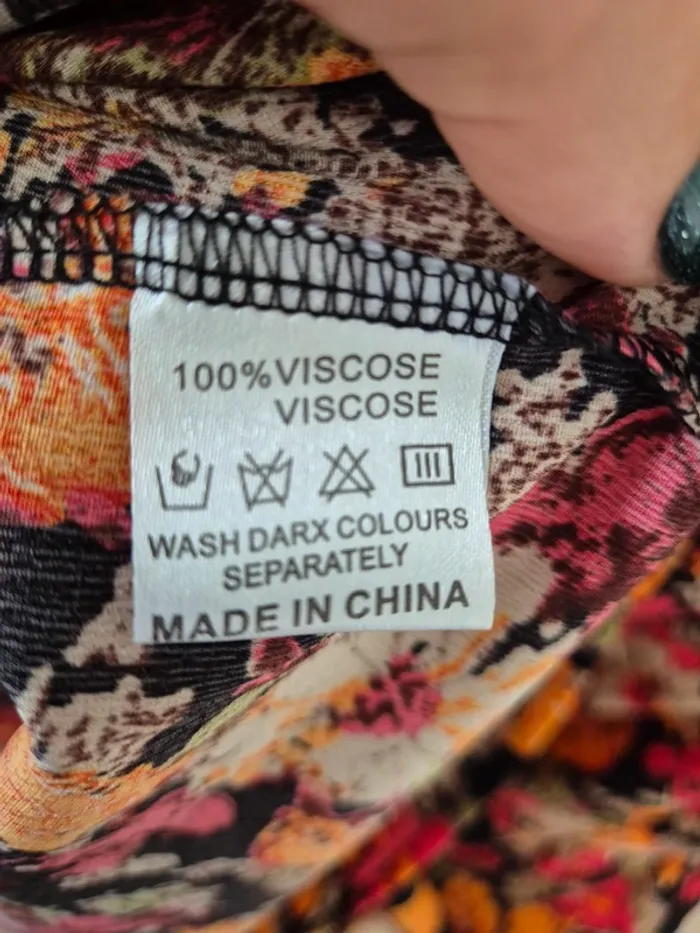 100%VISCOSE
VISCOSE
WASH DARX COLOURS
SEPARATELY
MADE IN CHINA